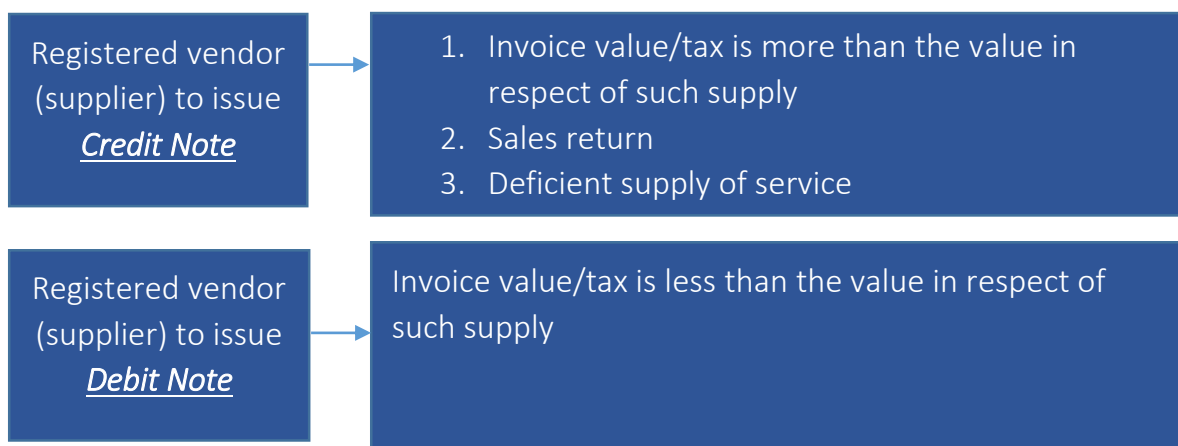 Registered vendor
(supplier) to issue
Credit Note
1. Invoice value/tax is more than the value in
respect of such supply
2. Sales return
3. Deficient supply of service
Registered vendor
(supplier) to issue
Debit Note
Invoice value/tax is less than the value in respect of
such supply